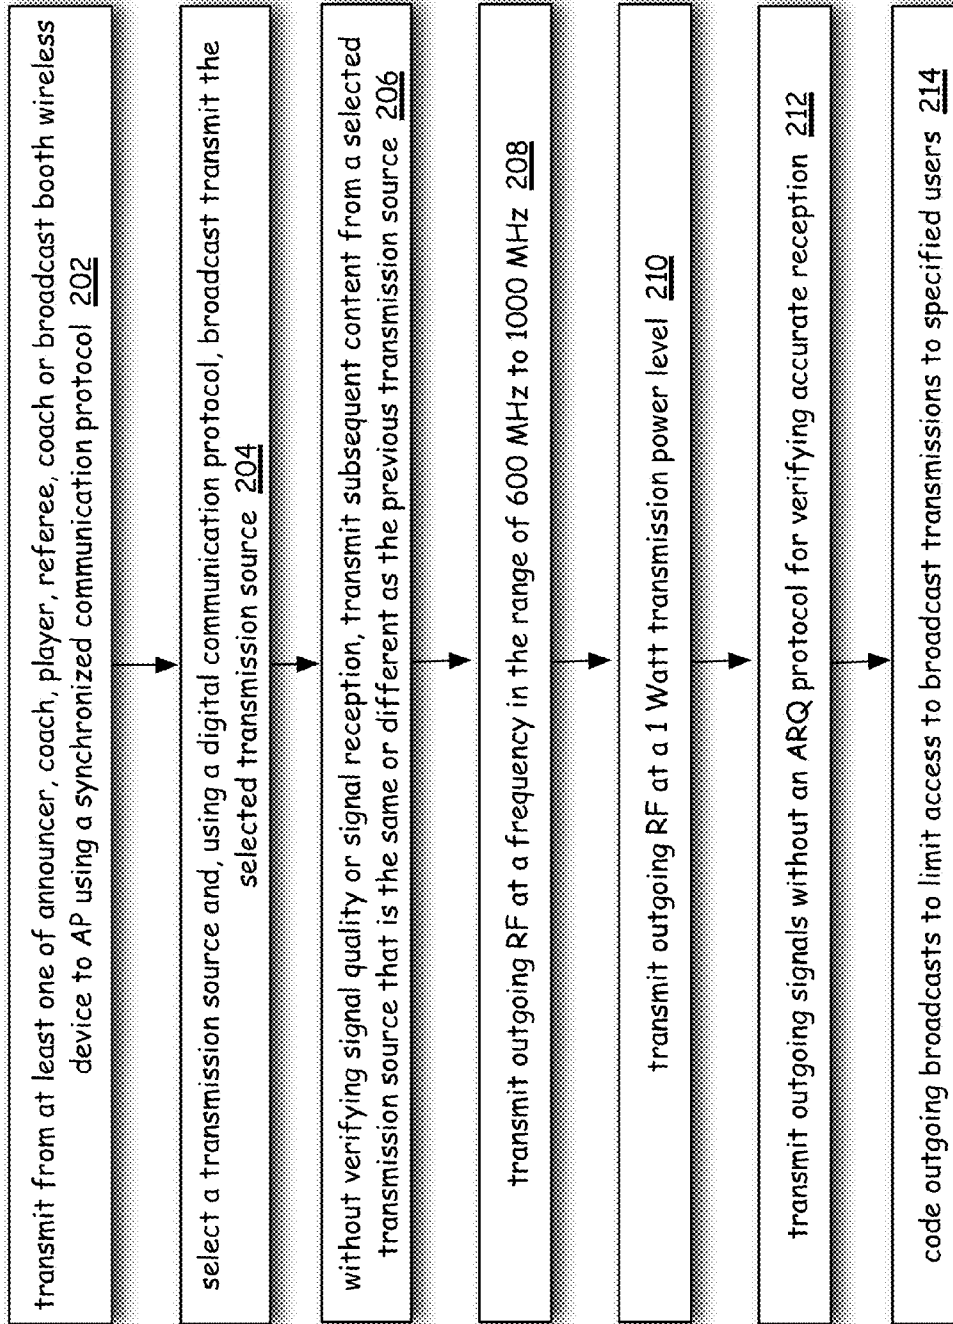 transmit from at least one of announcer, coach, player, referee, coach or broadcast booth wireless
device to AP using a synchronized communication protocol 202
select a transmission source and, using a digital communication protocol, broadcast transmit the
selected transmission source 204
without verifying signal quality or signal reception, transmit subsequent content from a selected
transmission source that is the same or different as the previous transmission source 206
transmit outgoing RF at a frequency in the range of 600 MHz to 1000 MHz 208
transmit outgoing RF at a 1 Watt transmission power level 210
transmit outgoing signals without an ARQ protocol for verifying accurate reception 212
code outgoing broadcasts to limit access to broadcast transmissions to specified users 214